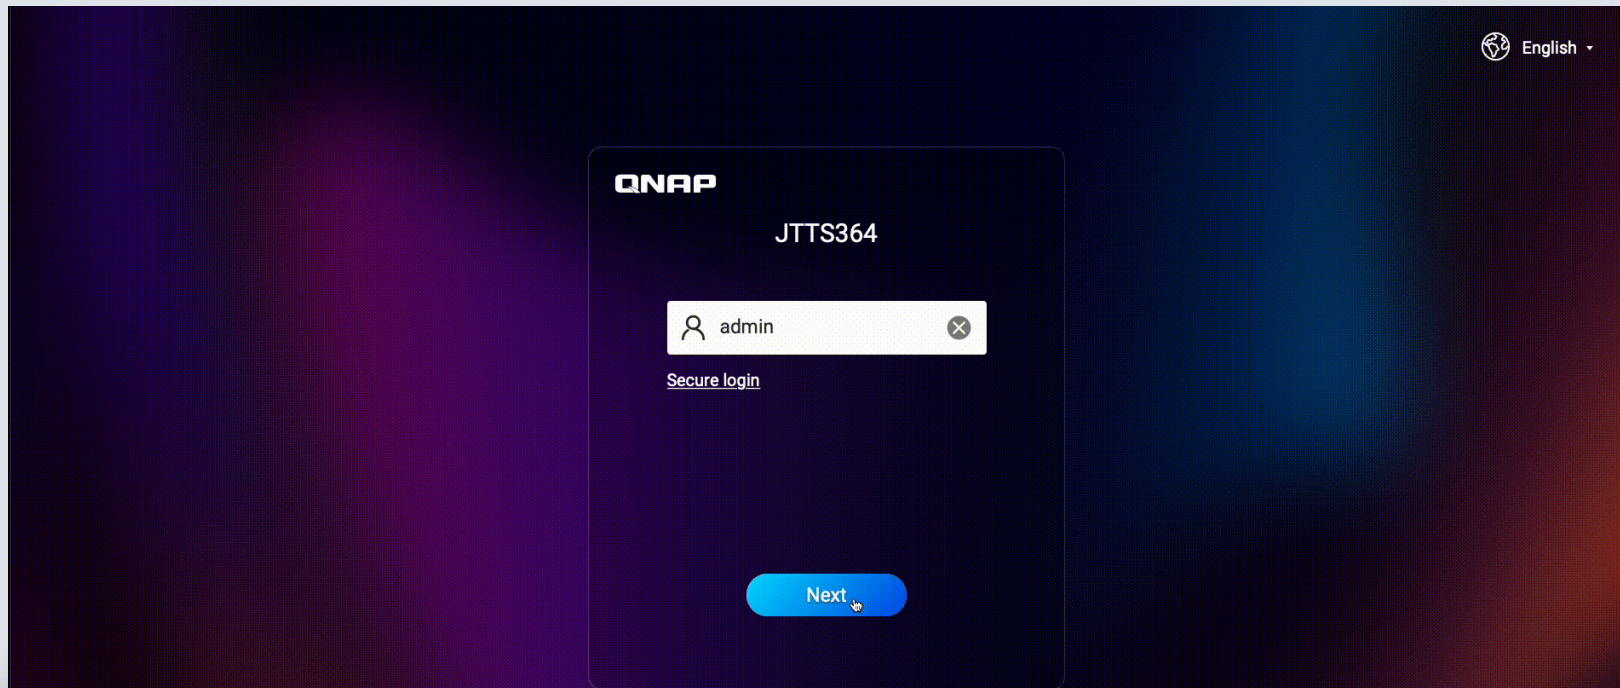 English
QNAP
JTTS364
admin
Secure login
Next